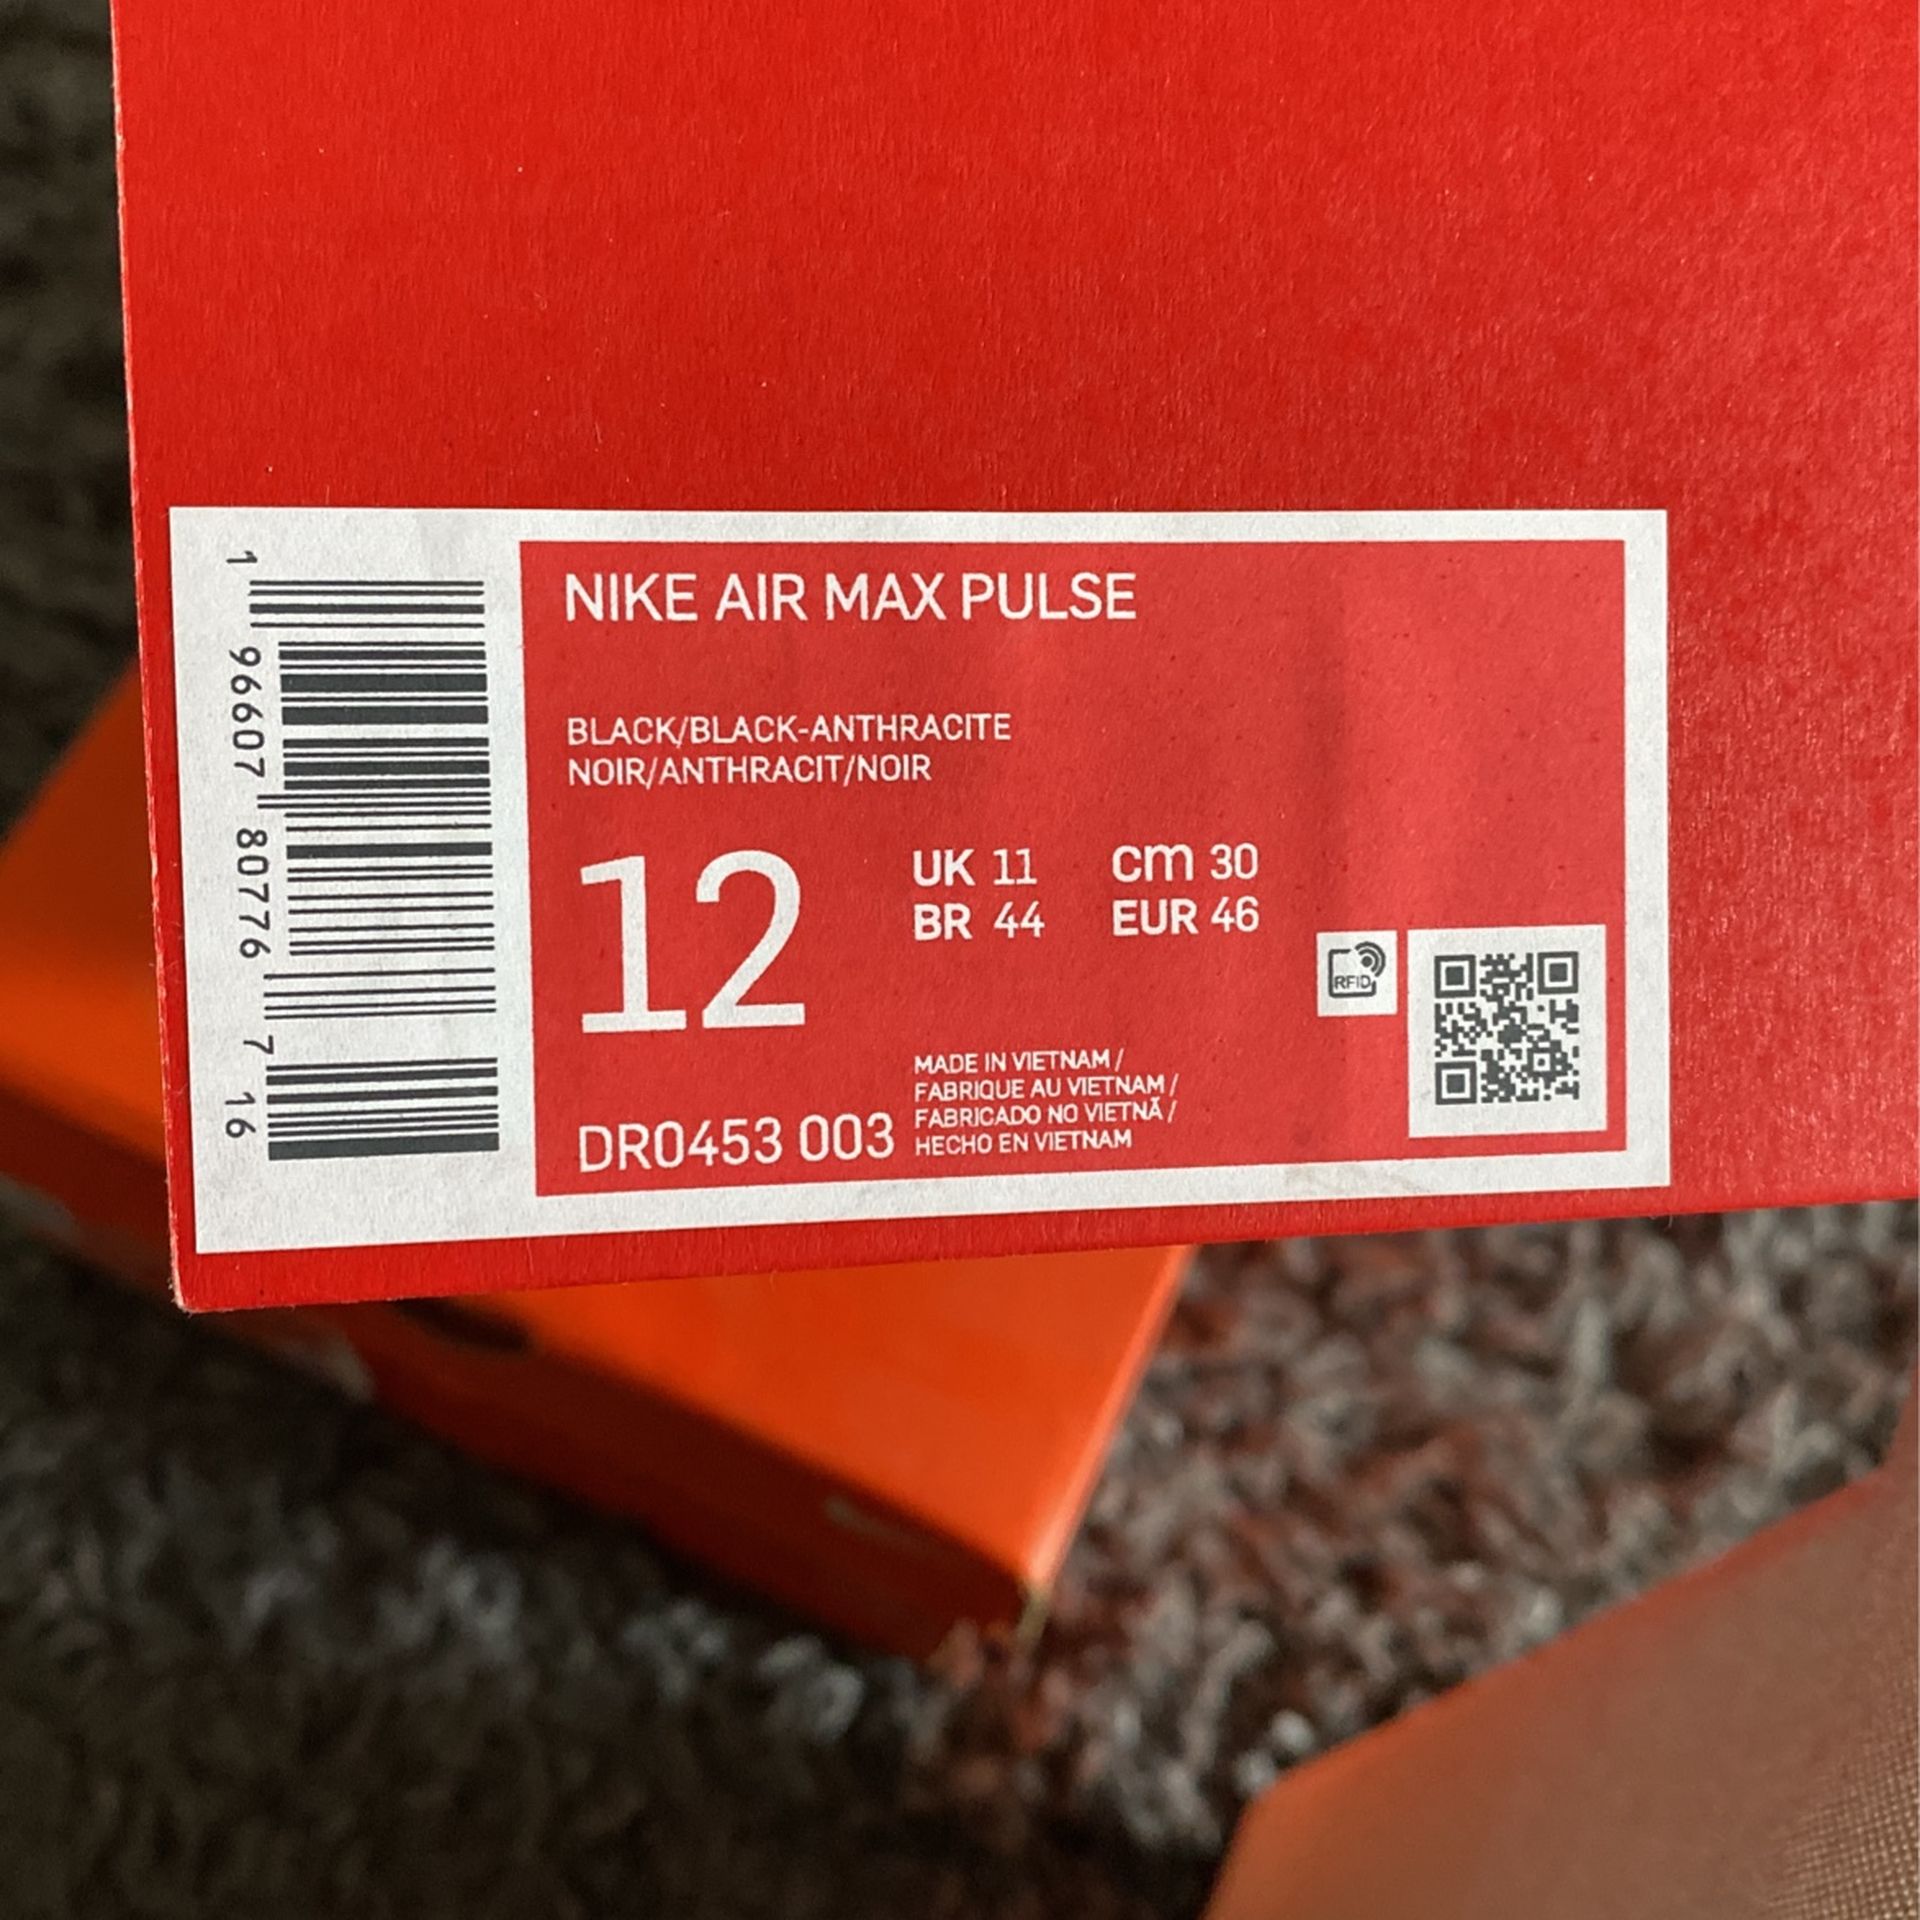 NIKE AIR MAX PULSE
BLACK/BLACK-ANTHRACITE
NOIR/ANTHRACIT/NOIR
12
UK 11
cm 30
BR 44
EUR 46
RFID
MADE IN VIETNAM /
FABRIQUE AU VIETNAM /
FABRICADO NO VIETNÃ /
HECHO EN VIETNAM
DR0453 003
1 96607 80776 7 16